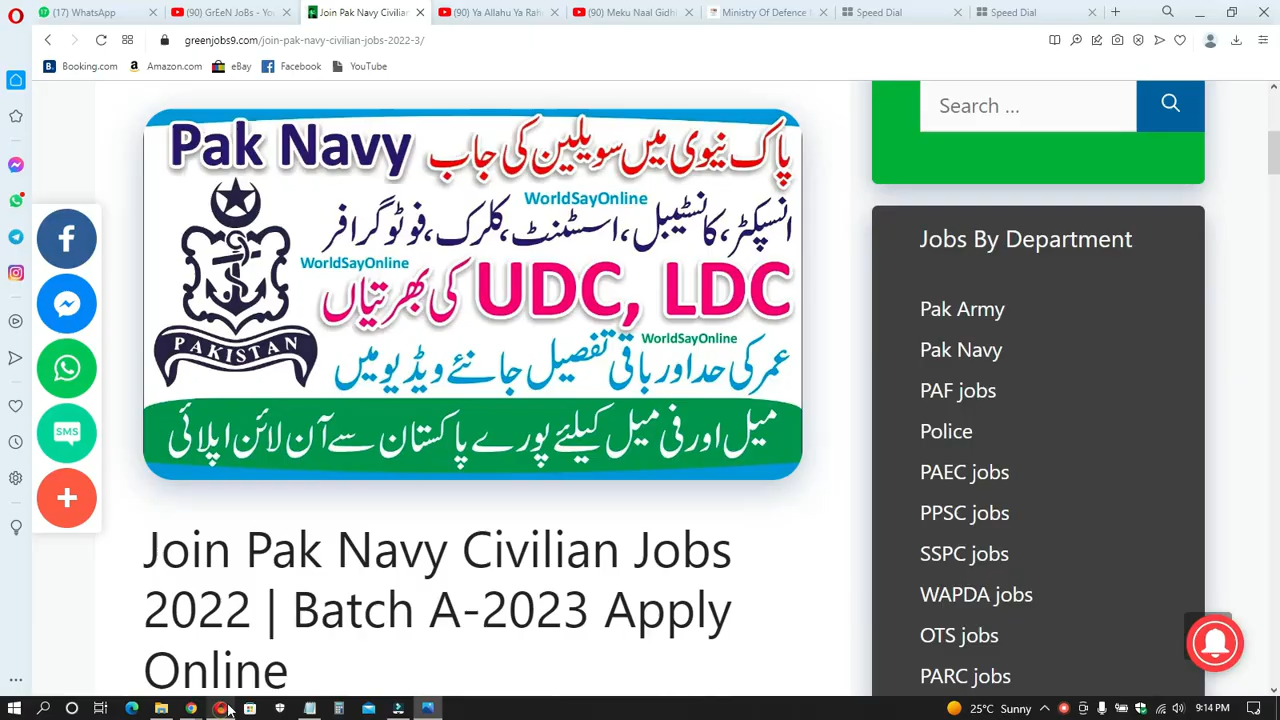 (17) WhatsApp
(90) GrEeN JoBs - You
Join Pak Navy Civilian
(90) Ya Allahu Ya Rah
(90) Meku Naal Gidh
Ministry Of Defence
Speed Dial
Speed Dial
greenjobs9.com/join-pak-navy-civilian-jobs-2022-3/
Booking.com
Amazon.com
eBay
Facebook
YouTube
Search ...
Pak Navy پاک نیوی میں سویلین کی جاب
WorldSayOnline
انسپکٹر، کانسٹیبل، اسسٹنٹ، کلرک، فوٹوگرافر
WorldSayOnline
UDC, LDC کی بھرتیاں
WorldSayOnline
PAKISTAN
عمر کی حد اور باقی تفصیل جانئے ویڈیو میں
میل اور فی میل کیلئے پورے پاکستان سے آن لائن اپلائی
SMS
Join Pak Navy Civilian Jobs
2022 | Batch A-2023 Apply
Online
Jobs By Department
Pak Army
Pak Navy
PAF jobs
Police
PAEC jobs
PPSC jobs
SSPC jobs
WAPDA jobs
OTS jobs
PARC jobs
25°C Sunny
9:14 PM